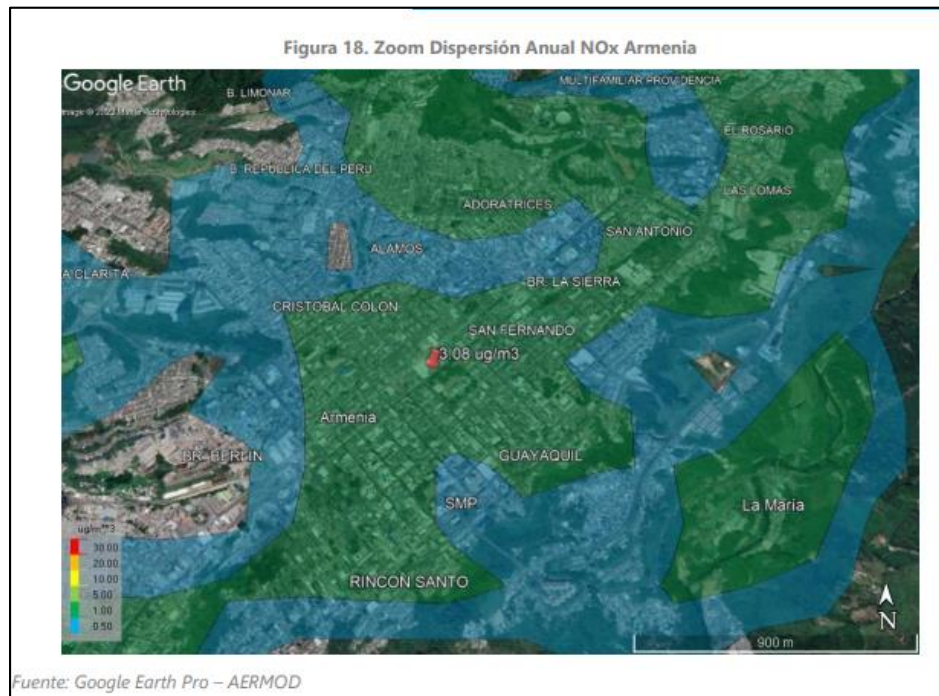 Figura 18. Zoom Dispersión Anual NOx Armenia
Google Earth
B. LIMONAR
MULTIFAMILIAR PROVIDENCIA
EL ROSARIO
B. REPUBLICA DEL PERU
LAS LOMAS
ADORATRICES
SAN ANTONIO
ALAMOS
A CLARITA
BR. LA SIERRA
CRISTOBAL COLON
SAN FERNANDO
3.08 ug/m3
Armenia
BR. BERLIN
GUAYAQUIL
SMP
La Maria
ug/m**3
30.00
20.00
10.00
5.00
1.00
0.50
RINCON SANTO
N
900 m
Fuente: Google Earth Pro – AERMOD